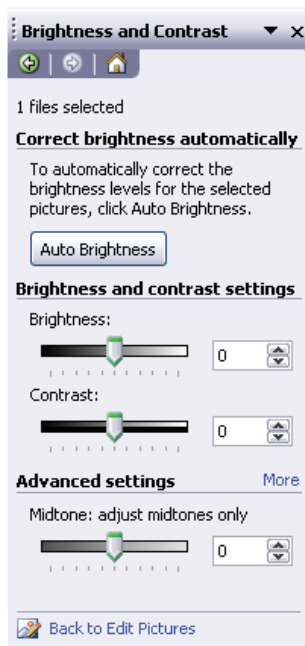 Brightness and Contrast
1 files selected
Correct brightness automatically
To automatically correct the
brightness levels for the selected
pictures, click Auto Brightness.
Auto Brightness
Brightness and contrast settings
Brightness:
0
Contrast:
0
Advanced settings More
Midtone: adjust midtones only
0
Back to Edit Pictures